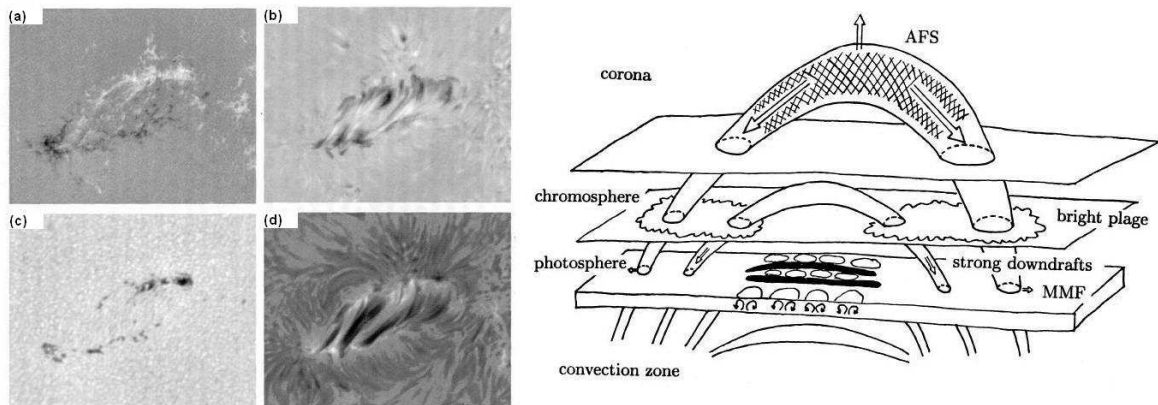 (a)
(b)
(c)
(d)
AFS
corona
chromosphere
bright plage
photosphere
strong downdrafts
MMF
convection zone